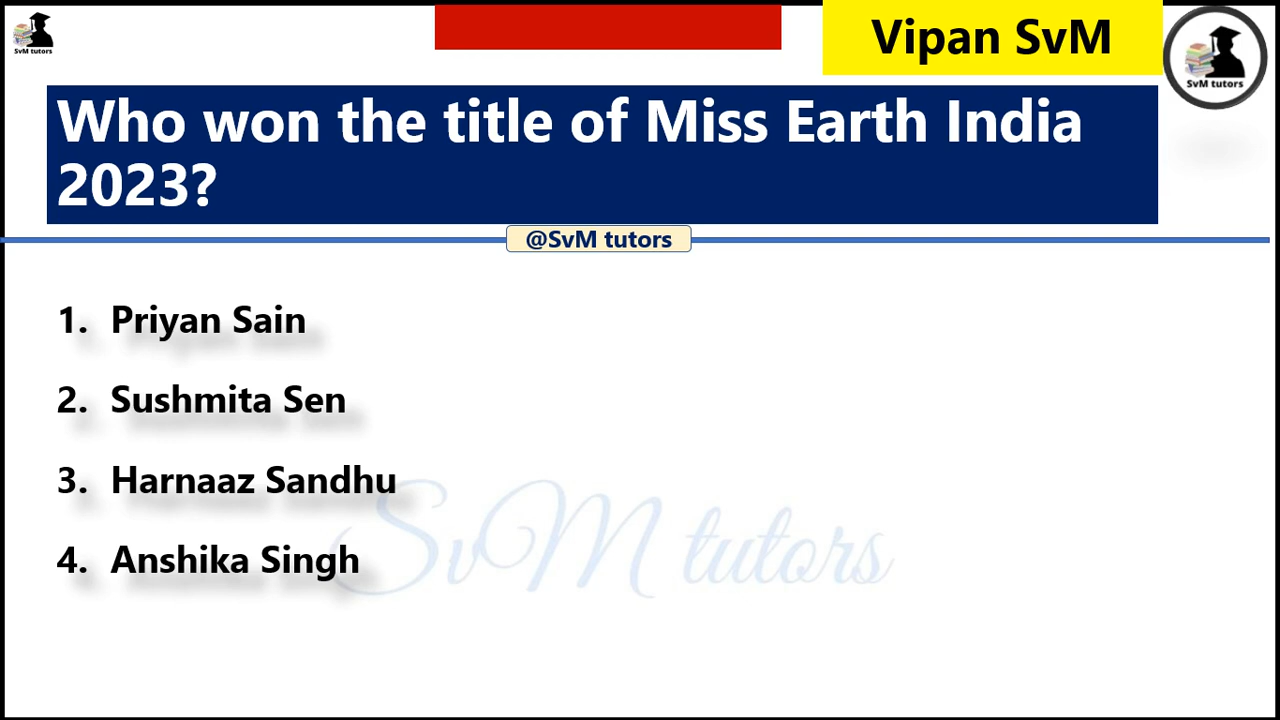 SvM tutors
Vipan SvM
SvM tutors
Who won the title of Miss Earth India
2023?
@SvM tutors
1. Priyan Sain
2. Sushmita Sen
3. Harnaaz Sandhu
4. Anshika Singh
SvM tutors